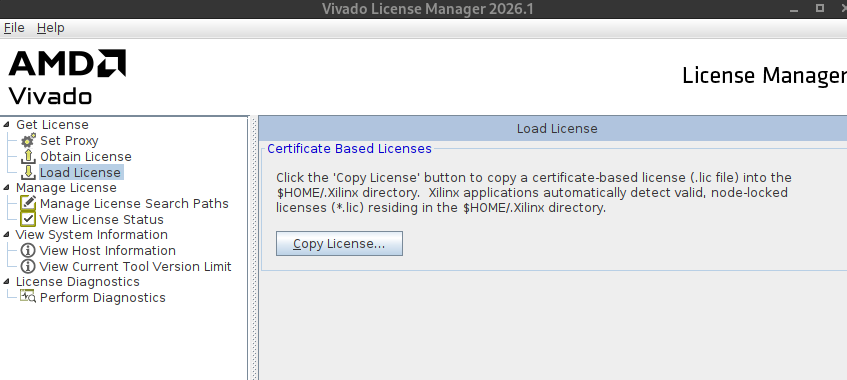 Vivado License Manager 2026.1
File Help
AMD
Vivado
License Manager
Get License
Set Proxy
Obtain License
Load License
Manage License
Manage License Search Paths
View License Status
View System Information
View Host Information
View Current Tool Version Limit
License Diagnostics
Perform Diagnostics
Load License
Certificate Based Licenses
Click the 'Copy License' button to copy a certificate-based license (.lic file) into the
$HOME/.Xilinx directory.  Xilinx applications automatically detect valid, node-locked
licenses (*.lic) residing in the $HOME/.Xilinx directory.
Copy License...